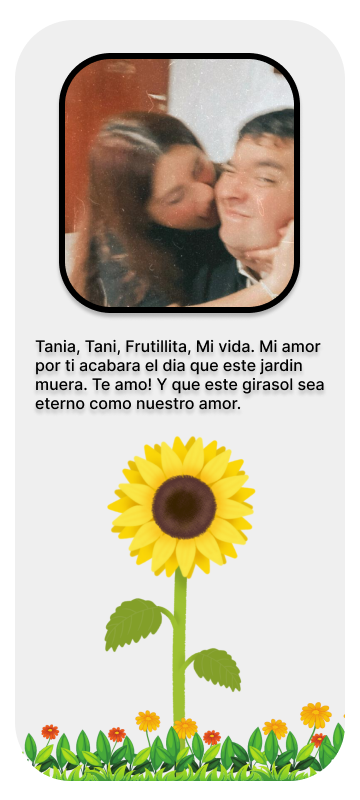 Tania, Tani, Frutillita, Mi vida. Mi amor
por ti acabara el dia que este jardin
muera. Te amo! Y que este girasol sea
eterno como nuestro amor.